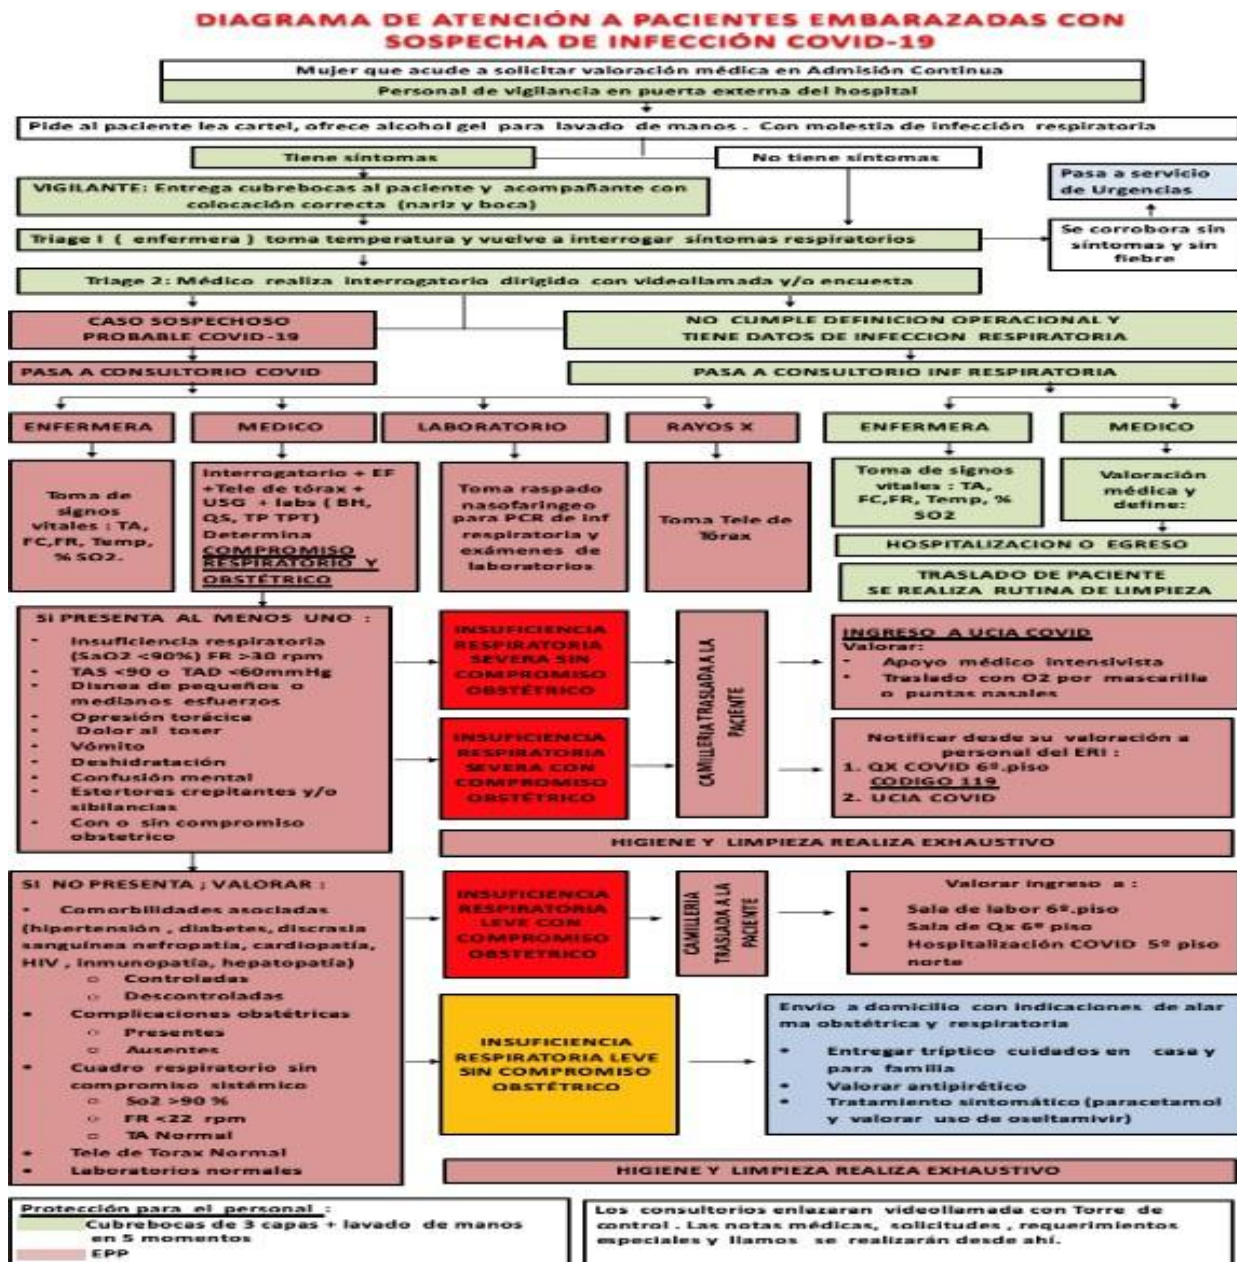 DIAGRAMA DE ATENCIÓN A PACIENTES EMBARAZADAS CON
SOSPECHA DE INFECCIÓN COVID-19
Mujer que acude a solicitar valoración médica en Admisión Continua
Personal de vigilancia en puerta externa del hospital
Pide al paciente lea cartel, ofrece alcohol gel para lavado de manos . Con molestia de infección respiratoria
Tiene síntomas
No tiene síntomas
VIGILANTE: Entrega cubrebocas al paciente y acompañante con
colocación correcta (nariz y boca)
Pasa a servicio
de Urgencias
Triage I ( enfermera ) toma temperatura y vuelve a interrogar síntomas respiratorios
Se corrobora sin
síntomas y sin
fiebre
Triage 2: Médico realiza interrogatorio dirigido con videollamada y/o encuesta
CASO SOSPECHOSO
PROBABLE COVID-19
NO CUMPLE DEFINICION OPERACIONAL Y
TIENE DATOS DE INFECCION RESPIRATORIA
PASA A CONSULTORIO COVID
PASA A CONSULTORIO INF RESPIRATORIA
ENFERMERA
MEDICO
LABORATORIO
RAYOS X
ENFERMERA
MEDICO
Toma de
signos
vitales : TA,
FC,FR, Temp,
% SO2.
Interrogatorio + EF
+Tele de tórax +
USG + labs ( BH,
QS, TP TPT)
Determina
COMPROMISO
RESPIRATORIO Y
OBSTÉTRICO
Toma raspado
nasofaríngeo
para PCR de inf
respiratoria y
exámenes de
laboratorios
Toma Tele de
Tórax
Toma de signos
vitales : TA,
FC,FR, Temp, %
SO2
Valoración
médica y
define:
HOSPITALIZACION O EGRESO
TRASLADO DE PACIENTE
SE REALIZA RUTINA DE LIMPIEZA
SI PRESENTA AL MENOS UNO :
- Insuficiencia respiratoria
(SaO2 <90%) FR >30 rpm
- TAS <90 o TAD <60mmHg
- Disnea de pequeños o
medianos esfuerzos
- Opresión torácica
- Dolor al toser
- Vómito
- Deshidratación
- Confusión mental
- Estertores crepitantes y/o
sibilancias
- Con o sin compromiso
obstetrico
INSUFICIENCIA
RESPIRATORIA
SEVERA SIN
COMPROMISO
OBSTÉTRICO
INSUFICIENCIA
RESPIRATORIA
SEVERA CON
COMPROMISO
OBSTÉTRICO
CAMILLERIA TRASLADA A LA
PACIENTE
INGRESO A UCIA COVID
Valorar:
• Apoyo médico intensivista
• Traslado con O2 por mascarilla
o puntas nasales
Notificar desde su valoración a
personal del ERI :
1. QX COVID 6º.piso
CODIGO 119
2. UCIA COVID
HIGIENE Y LIMPIEZA REALIZA EXHAUSTIVO
SI NO PRESENTA ; VALORAR :
• Comorbilidades asociadas
(hipertensión , diabetes, discrasia
sanguínea nefropatía, cardiopatía,
HIV , inmunopatía, hepatopatía)
○ Controladas
○ Descontroladas
• Complicaciones obstétricas
○ Presentes
○ Ausentes
• Cuadro respiratorio sin
compromiso sistémico
○ So2 >90 %
○ FR <22 rpm
○ TA Normal
• Tele de Torax Normal
• Laboratorios normales
INSUFICIENCIA
RESPIRATORIA
LEVE CON
COMPROMISO
OBSTETRICO
CAMILLERIA
TRASLADA A LA
PACIENTE
Valorar ingreso a :
• Sala de labor 6º.piso
• Sala de Qx 6º piso
• Hospitalización COVID 5º piso
norte
INSUFICIENCIA
RESPIRATORIA LEVE
SIN COMPROMISO
OBSTÉTRICO
Envío a domicilio con indicaciones de alar
ma obstétrica y respiratoria
• Entregar tríptico cuidados en casa y
para familia
• Valorar antipirético
• Tratamiento sintomático (paracetamol
y valorar uso de oseltamivir)
HIGIENE Y LIMPIEZA REALIZA EXHAUSTIVO
Protección para el personal :
Cubrebocas de 3 capas + lavado de manos
en 5 momentos
EPP
Los consultorios enlazaran videollamada con Torre de
control . Las notas médicas, solicitudes , requerimientos
especiales y llamos se realizarán desde ahí.